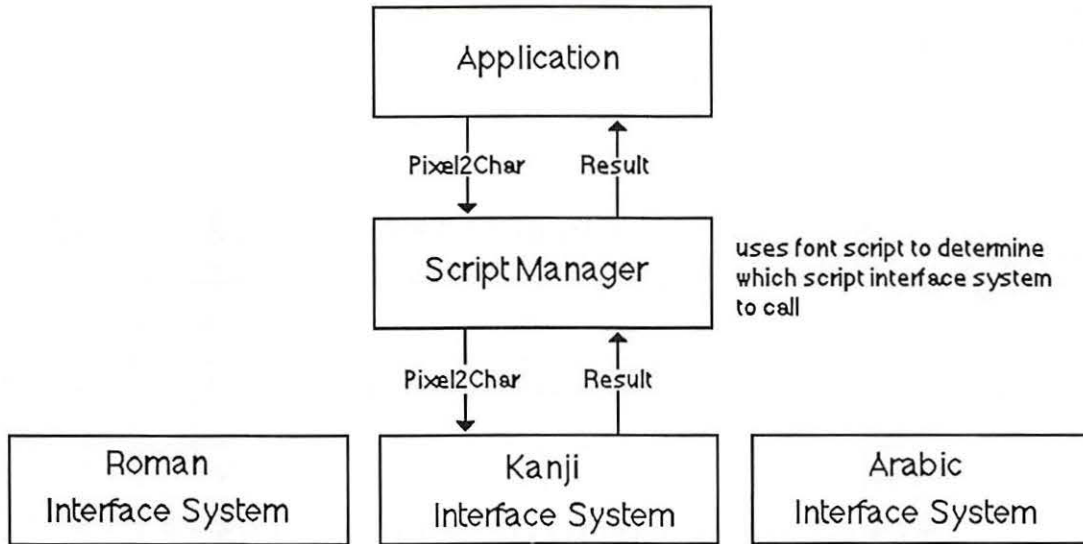 Application
Pixel2Char
Result
Script Manager
uses font script to determine
which script interface system
to call
Pixel2Char
Result
Roman
Interface System
Kanji
Interface System
Arabic
Interface System